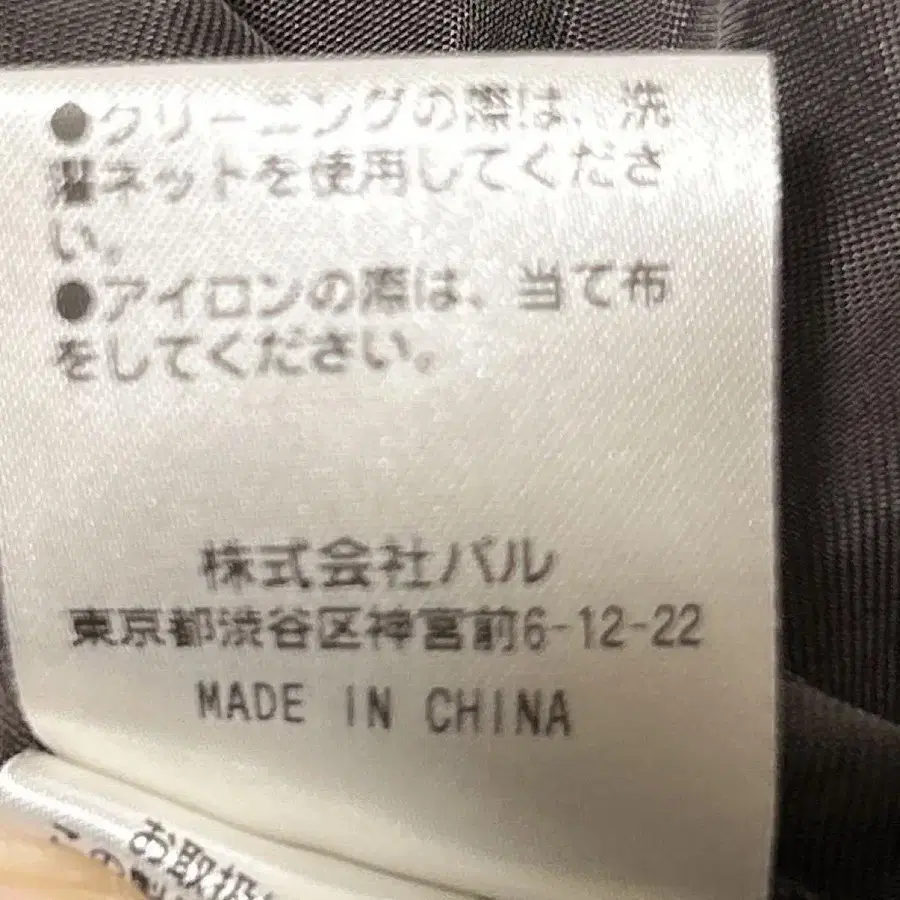 ●クリーニングの際は、洗
濯ネットを使用してくださ
い。
●アイロンの際は、当て布
をしてください。
株式会社バル
東京都渋谷区神宮前6-12-22
MADE IN CHINA
お取扱
この